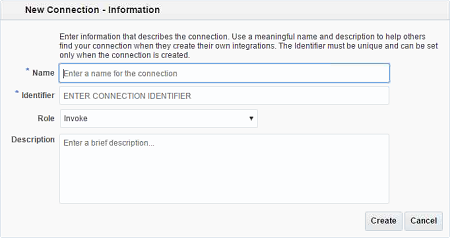 New Connection - Information
Enter information that describes the connection. Use a meaningful name and description to help others
find your connection when they create their own integrations. The Identifier must be unique and can be set
only when the connection is created.
* Name Enter a name for the connection
* Identifier ENTER CONNECTION IDENTIFIER
Role Invoke
Description Enter a brief description...
Create Cancel